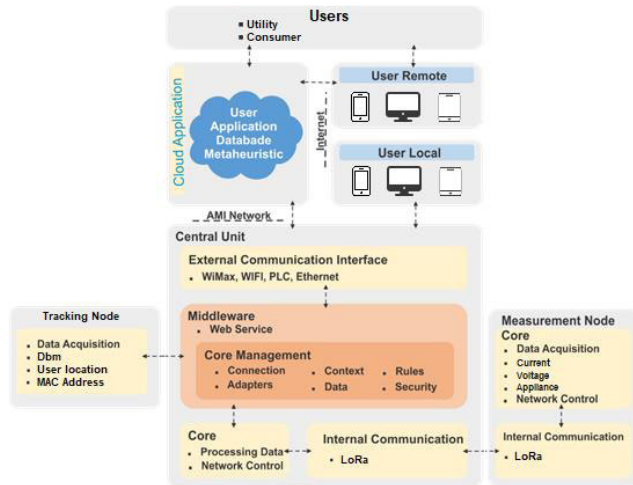 Users
▪ Utility
▪ Consumer
Cloud Application
User
Application
Databade
Metaheuristic
Internet
User Remote
User Local
AMI Network
Central Unit
External Communication Interface
• WiMax, WIFI, PLC, Ethernet
Middleware
• Web Service
Core Management
• Connection • Context • Rules
• Adapters • Data • Security
Tracking Node
• Data Acquisition
• Dbm
• User location
• MAC Address
Core
• Processing Data
• Network Control
Internal Communication
• LoRa
Measurement Node
Core
• Data Acquisition
• Current
• Voltage
• Appliance
• Network Control
Internal Communication
• LoRa